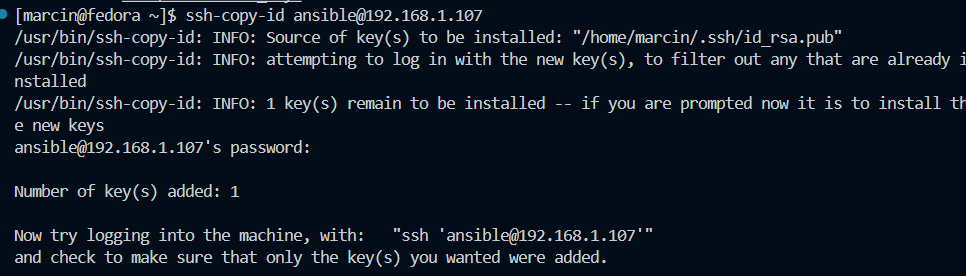 [marcin@fedora ~]$ ssh-copy-id ansible@192.168.1.107
/usr/bin/ssh-copy-id: INFO: Source of key(s) to be installed: "/home/marcin/.ssh/id_rsa.pub"
/usr/bin/ssh-copy-id: INFO: attempting to log in with the new key(s), to filter out any that are already i
nstalled
/usr/bin/ssh-copy-id: INFO: 1 key(s) remain to be installed -- if you are prompted now it is to install th
e new keys
ansible@192.168.1.107's password:
Number of key(s) added: 1
Now try logging into the machine, with:   "ssh 'ansible@192.168.1.107'"
and check to make sure that only the key(s) you wanted were added.